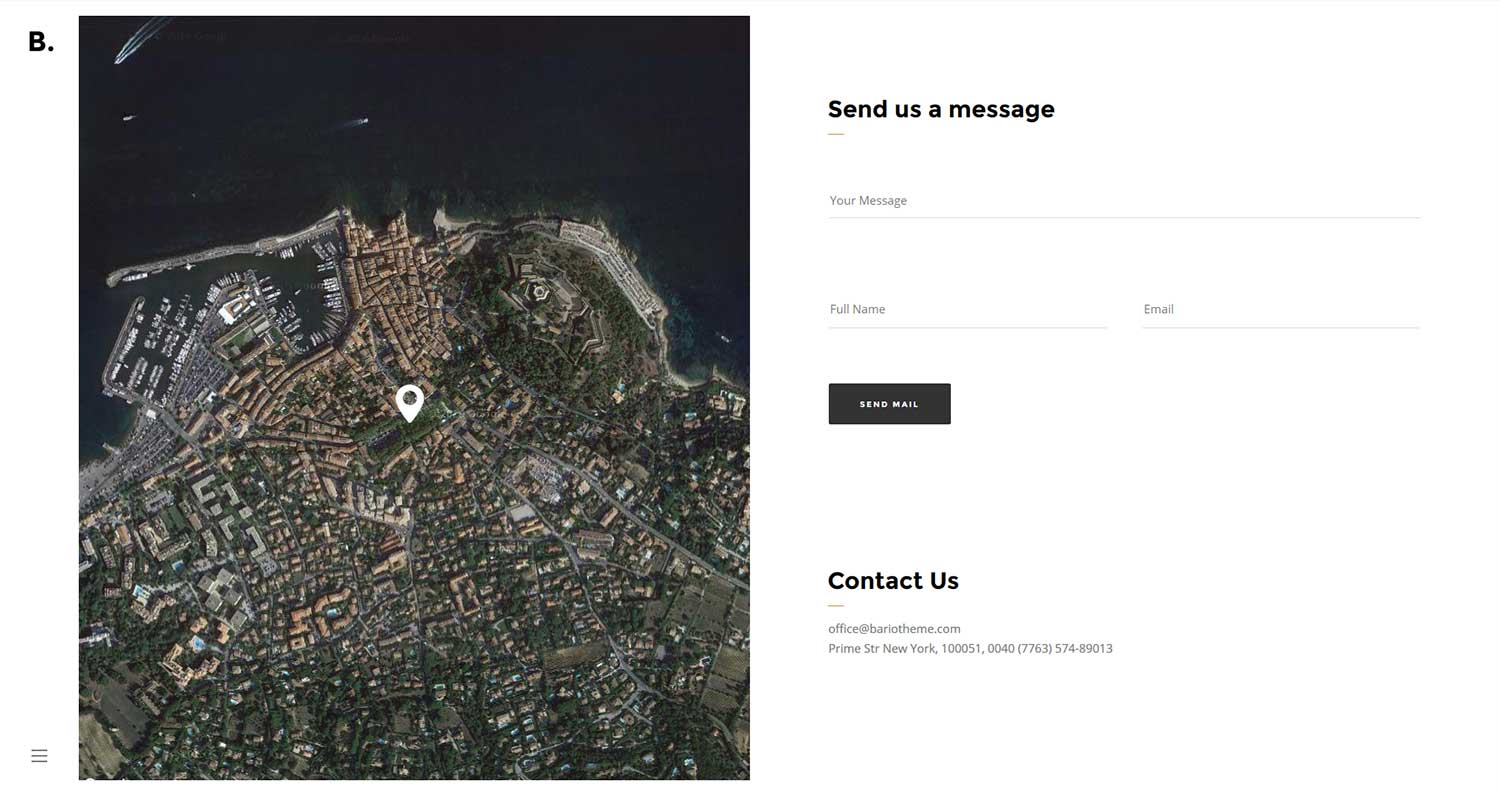 B.
Send us a message
Your Message
Full Name
Email
SEND MAIL
Contact Us
office@bariotheme.com
Prime Str New York, 100051, 0040 (7763) 574-89013